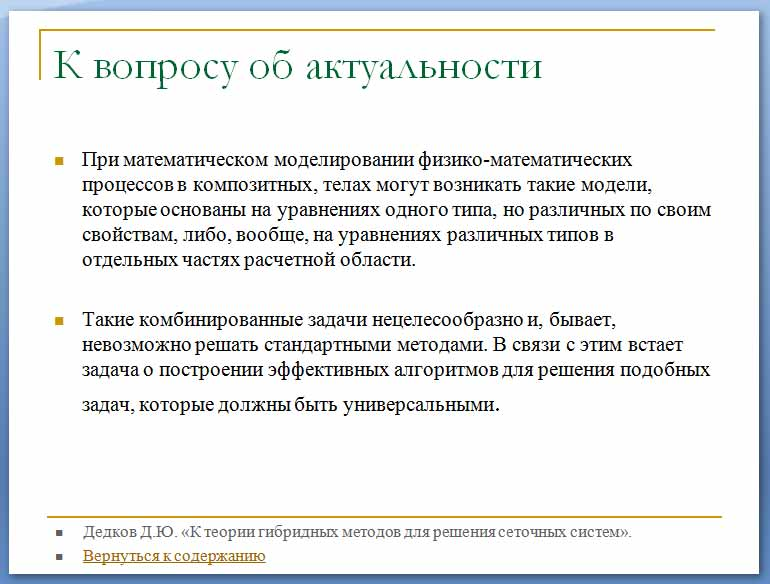 К вопросу об актуальности
При математическом моделировании физико-математических
процессов в композитных, телах могут возникать такие модели,
которые основаны на уравнениях одного типа, но различных по своим
свойствам, либо, вообще, на уравнениях различных типов в
отдельных частях расчетной области.
Такие комбинированные задачи нецелесообразно и, бывает,
невозможно решать стандартными методами. В связи с этим встает
задача о построении эффективных алгоритмов для решения подобных
задач, которые должны быть универсальными.
Дедков Д.Ю. «К теории гибридных методов для решения сеточных систем».
Вернуться к содержанию